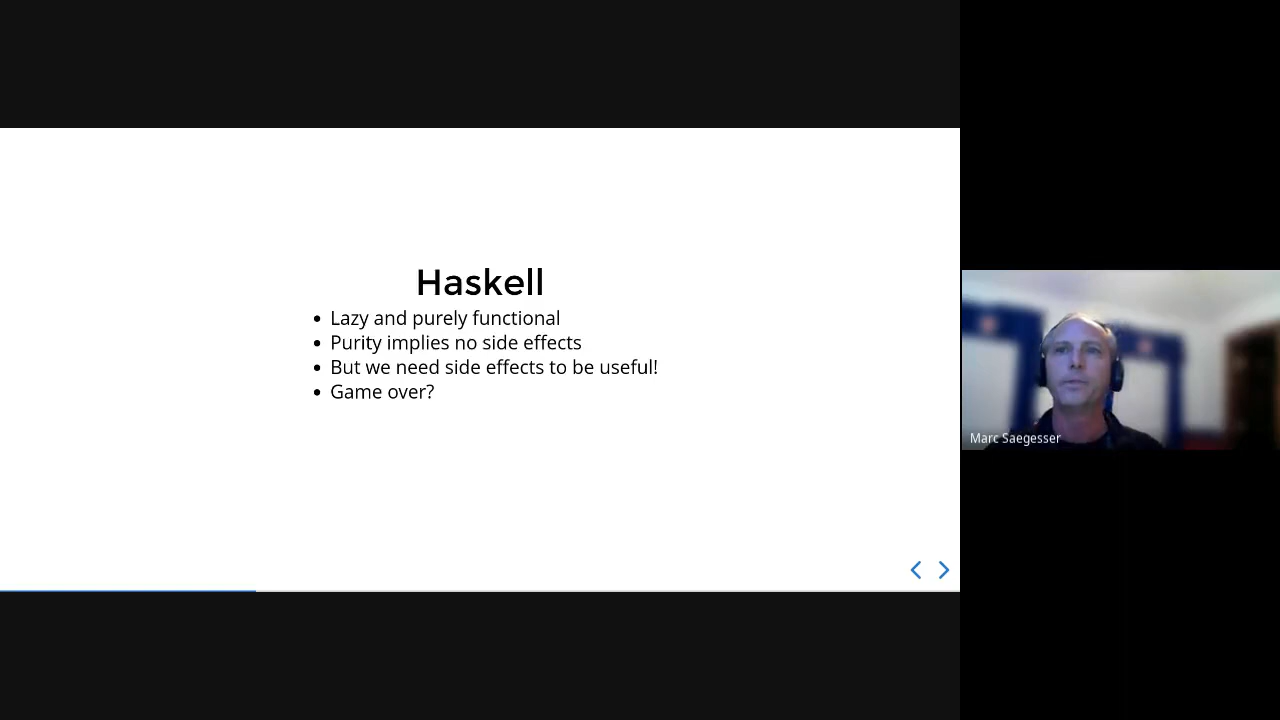 Haskell
Lazy and purely functional
Purity implies no side effects
But we need side effects to be useful!
Game over?
Marc Saegesser